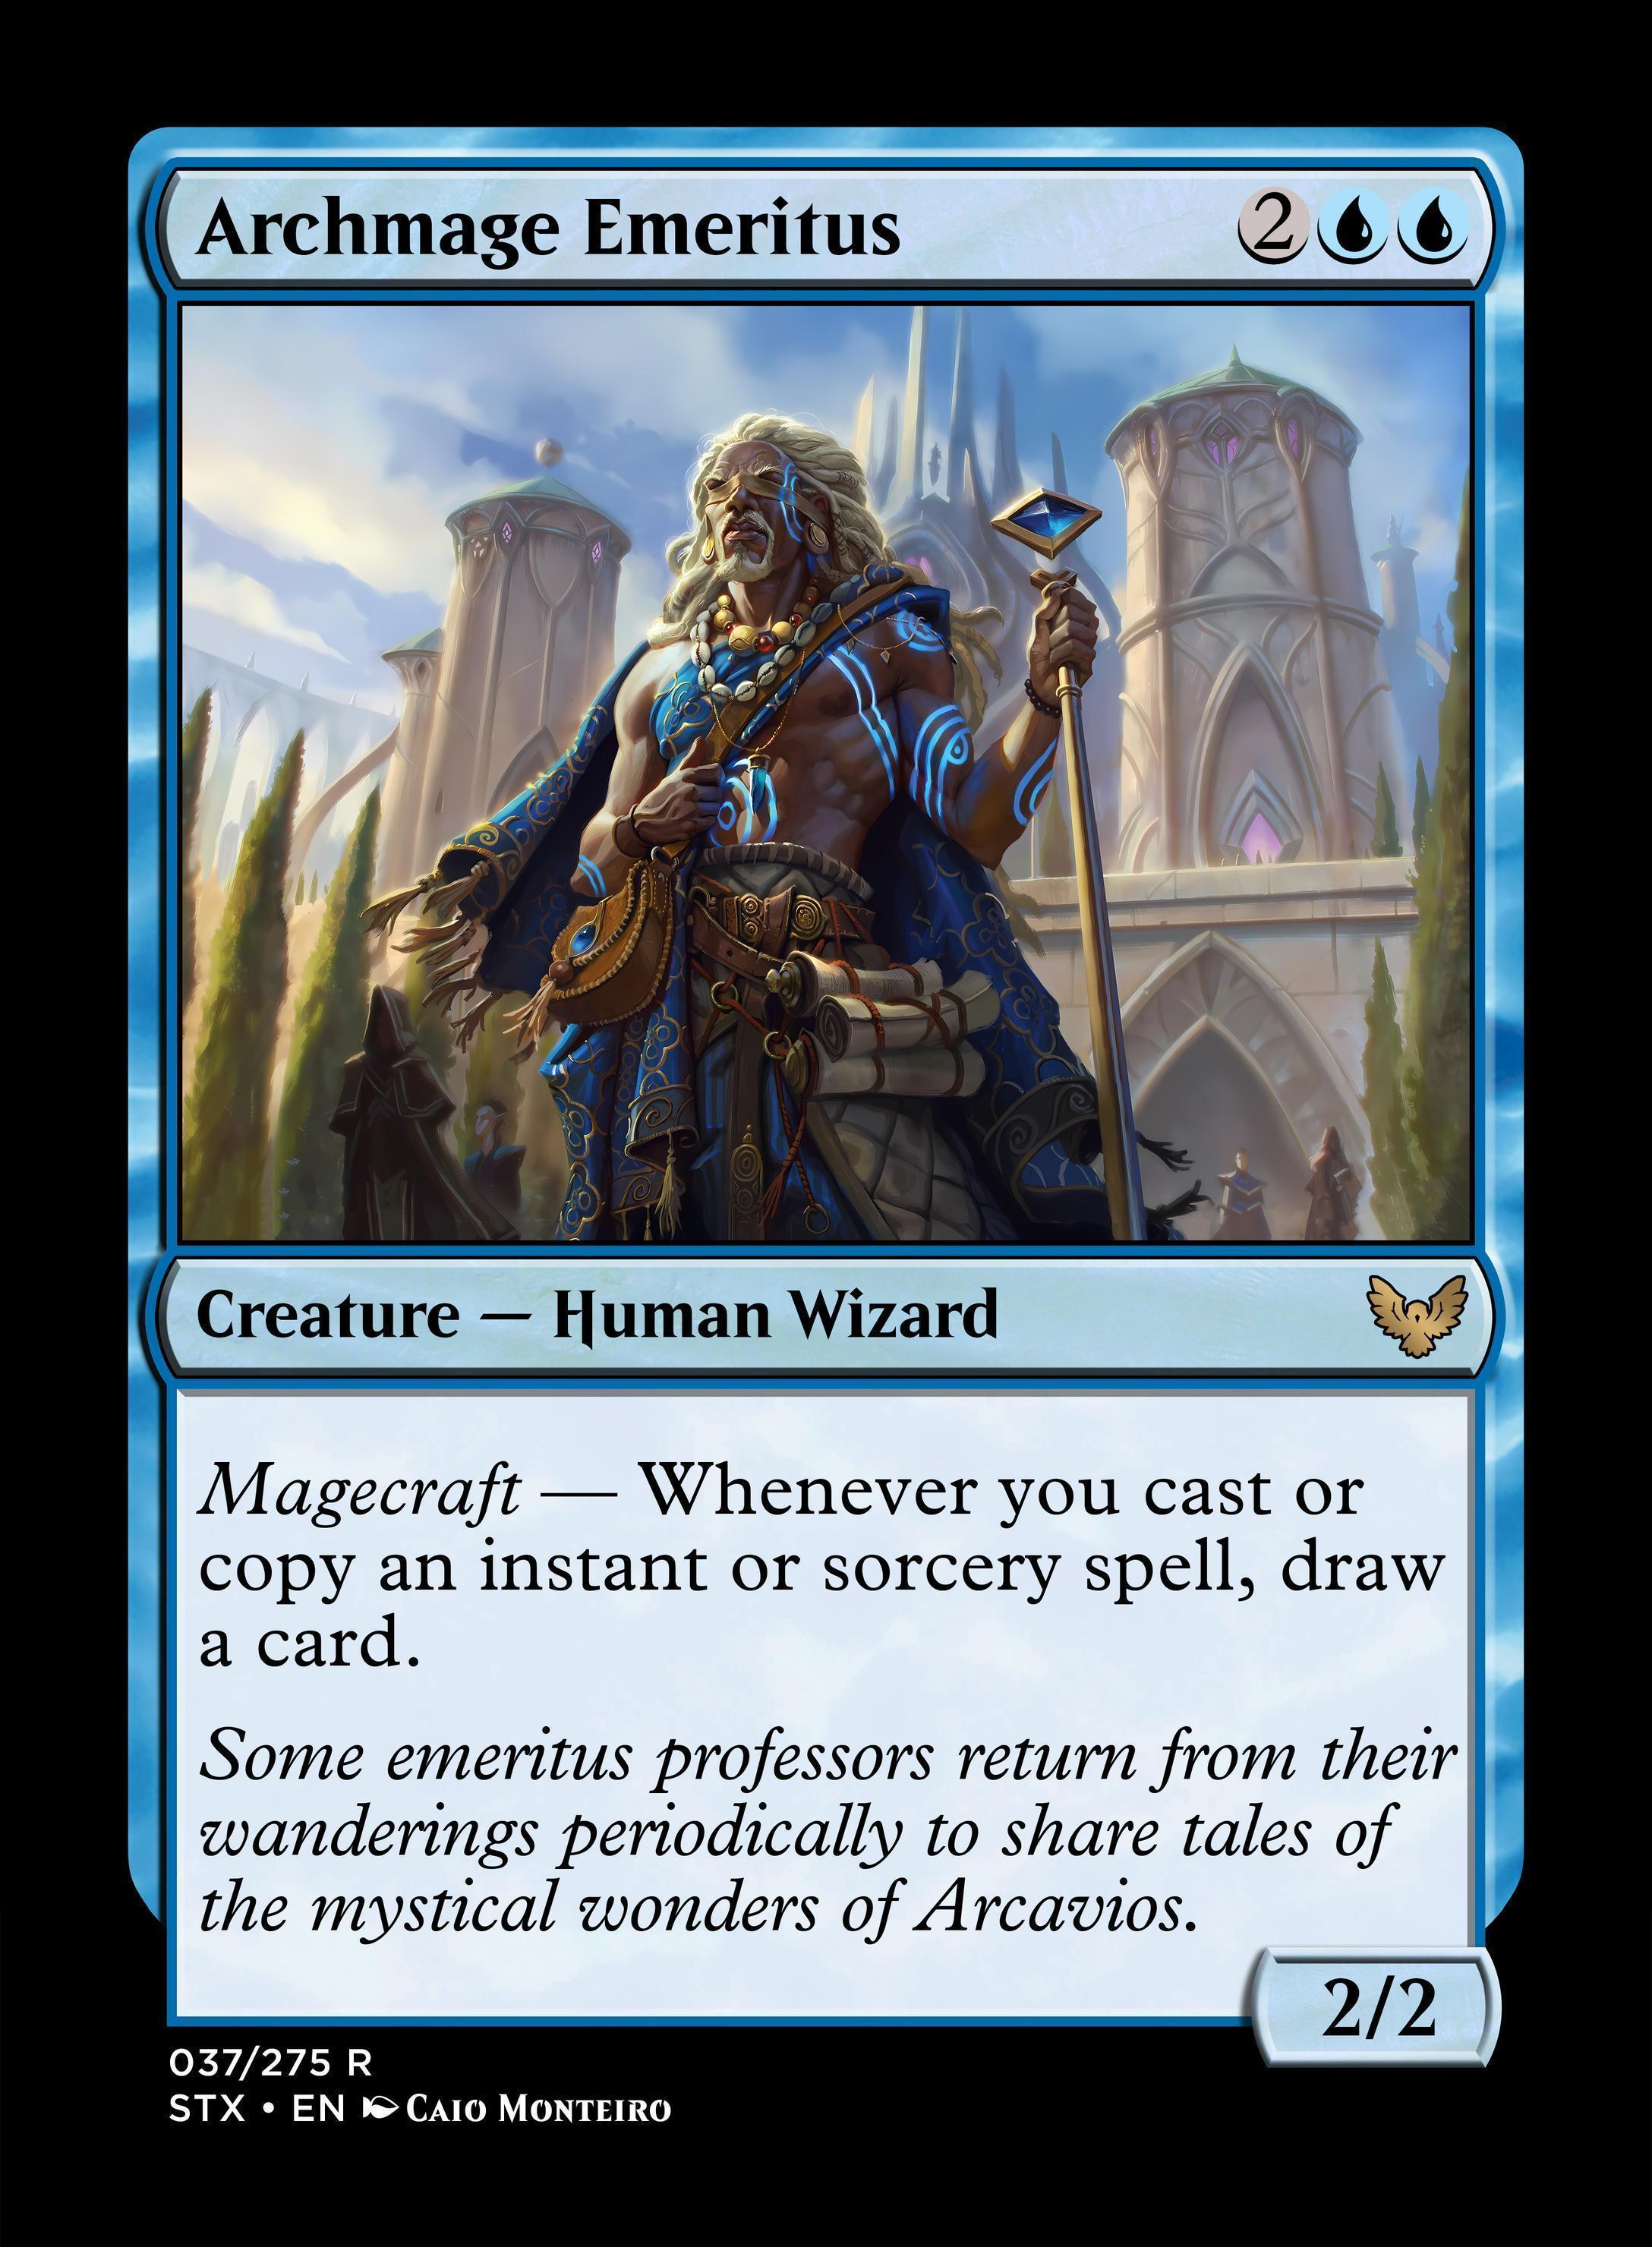 Archmage Emeritus 2
Creature — Human Wizard
Magecraft — Whenever you cast or
copy an instant or sorcery spell, draw
a card.
Some emeritus professors return from their
wanderings periodically to share tales of
the mystical wonders of Arcavios.
2/2
037/275 R
STX • EN Caio Monteiro